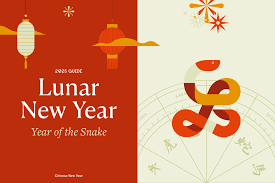 2025 GUIDE
Lunar
New Year
Year of the Snake
Chinese New Year